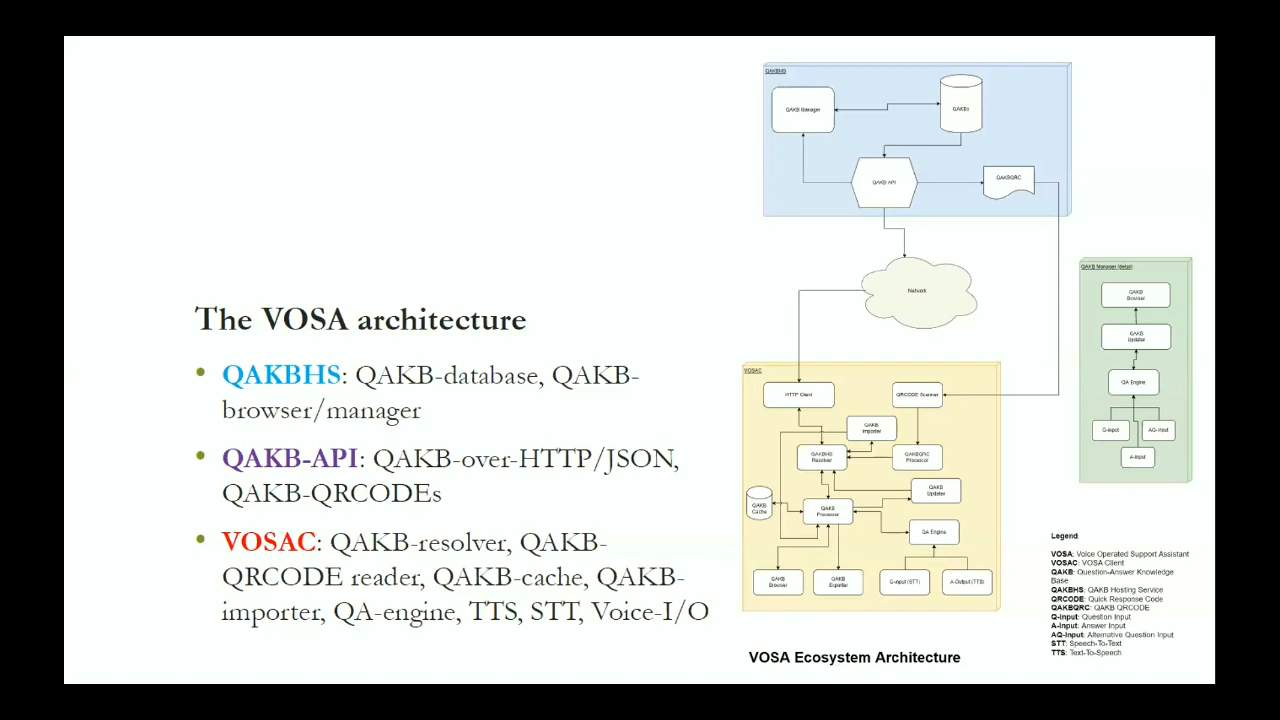 The VOSA architecture
• QAKBHS: QAKB-database, QAKB-
browser/manager
• QAKB-API: QAKB-over-HTTP/JSON,
QAKB-QRCODEs
• VOSAC: QAKB-resolver, QAKB-
QRCODE reader, QAKB-cache, QAKB-
importer, QA-engine, TTS, STT, Voice-I/O
QAKBHS
QAKB Manager
QAKBs
QAKB API
QAKBQRC
Network
QAKB Manager (detail)
QAKB
Browser
QAKB
Updater
QA Engine
Q-Input
AQ-Input
A-Input
VOSAC
HTTP Client
QRCODE Scanner
QAKB
Importer
QAKBHS
Resolver
QAKBQRC
Processor
QAKB
Updater
QAKB
Cache
QAKB
Processor
QA Engine
QAKB
Browser
QAKB
Exporter
Q-Input (STT)
A-Output (TTS)
VOSA Ecosystem Architecture
Legend
VOSA: Voice Operated Support Assistant
VOSAC: VOSA Client
QAKB: Question-Answer Knowledge
Base
QAKBHS: QAKB Hosting Service
QRCODE: Quick Response Code
QAKBQRC: QAKB QRCODE
Q-Input: Question Input
A-Input: Answer Input
AQ-Input: Alternative Question Input
STT: Speech-To-Text
TTS: Text-To-Speech